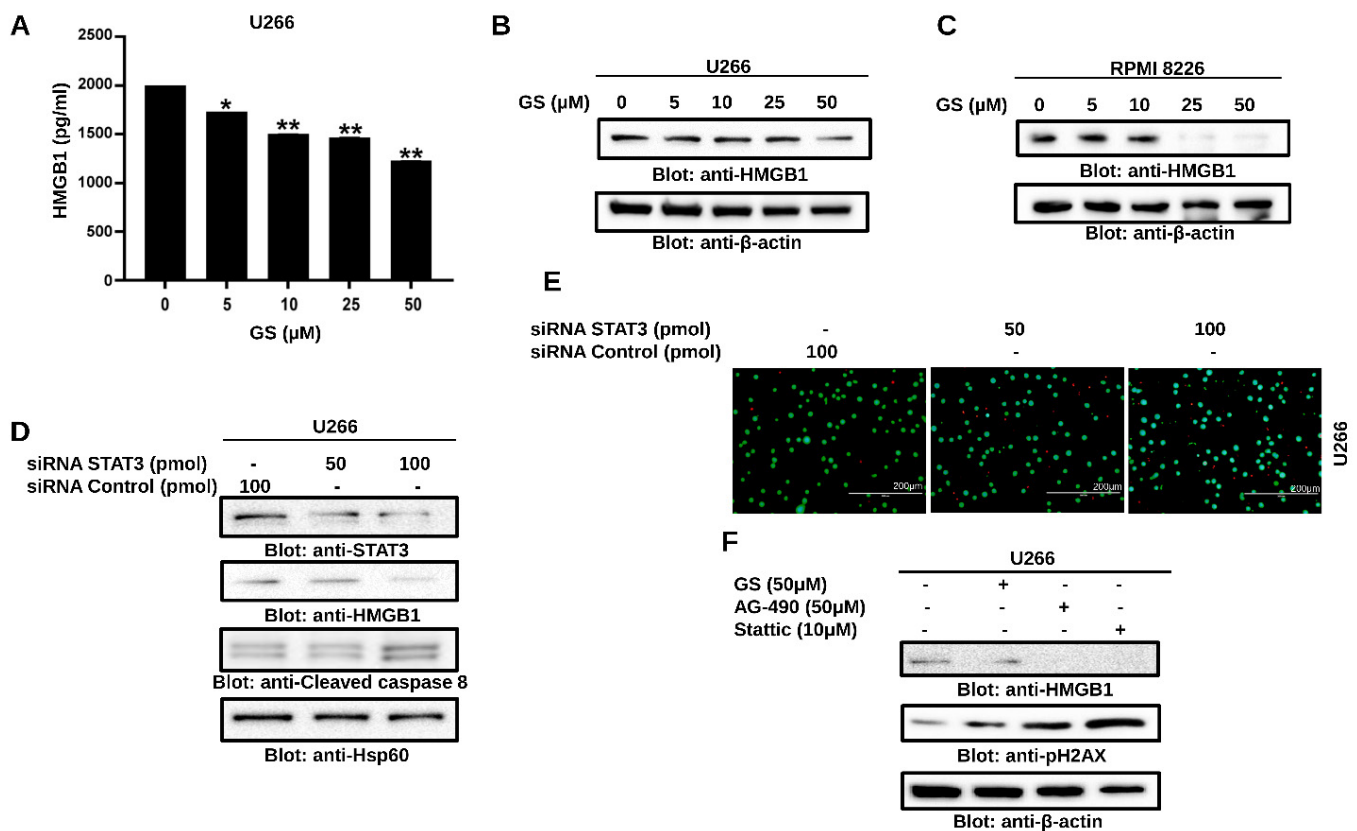 A
U266
HMGB1 (pg/ml)
2000
1500
1000
500
0
*
**
**
**
0 5 10 25 50
GS (µM)
B
U266
GS (µM) 0 5 10 25 50
Blot: anti-HMGB1
Blot: anti-β-actin
C
RPMI 8226
GS (µM) 0 5 10 25 50
Blot: anti-HMGB1
Blot: anti-β-actin
D
U266
siRNA STAT3 (pmol) - 50 100
siRNA Control (pmol) 100 - -
Blot: anti-STAT3
Blot: anti-HMGB1
Blot: anti-Cleaved caspase 8
Blot: anti-Hsp60
E
siRNA STAT3 (pmol) - 50 100
siRNA Control (pmol) 100 - -
200µm 200µm 200µm
U266
F
U266
GS (50µM) - + - -
AG-490 (50µM) - - + -
Stattic (10µM) - - - +
Blot: anti-HMGB1
Blot: anti-pH2AX
Blot: anti-β-actin